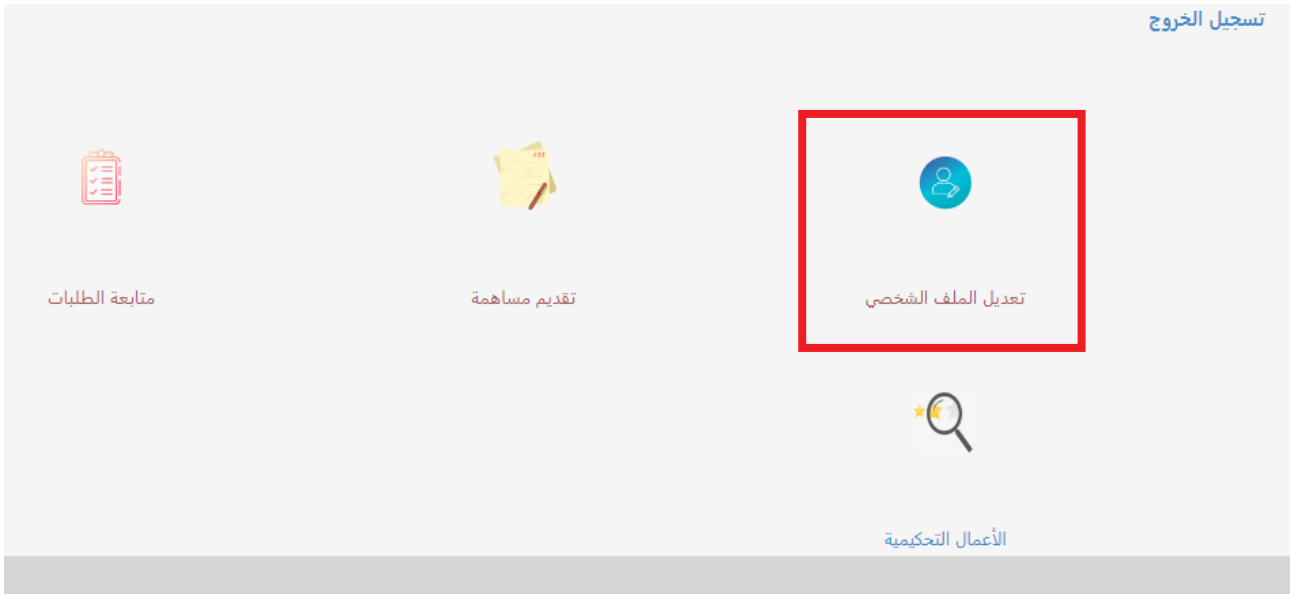 تسجيل الخروج
تعديل الملف الشخصي
تقديم مساهمة
متابعة الطلبات
الأعمال التحكيمية